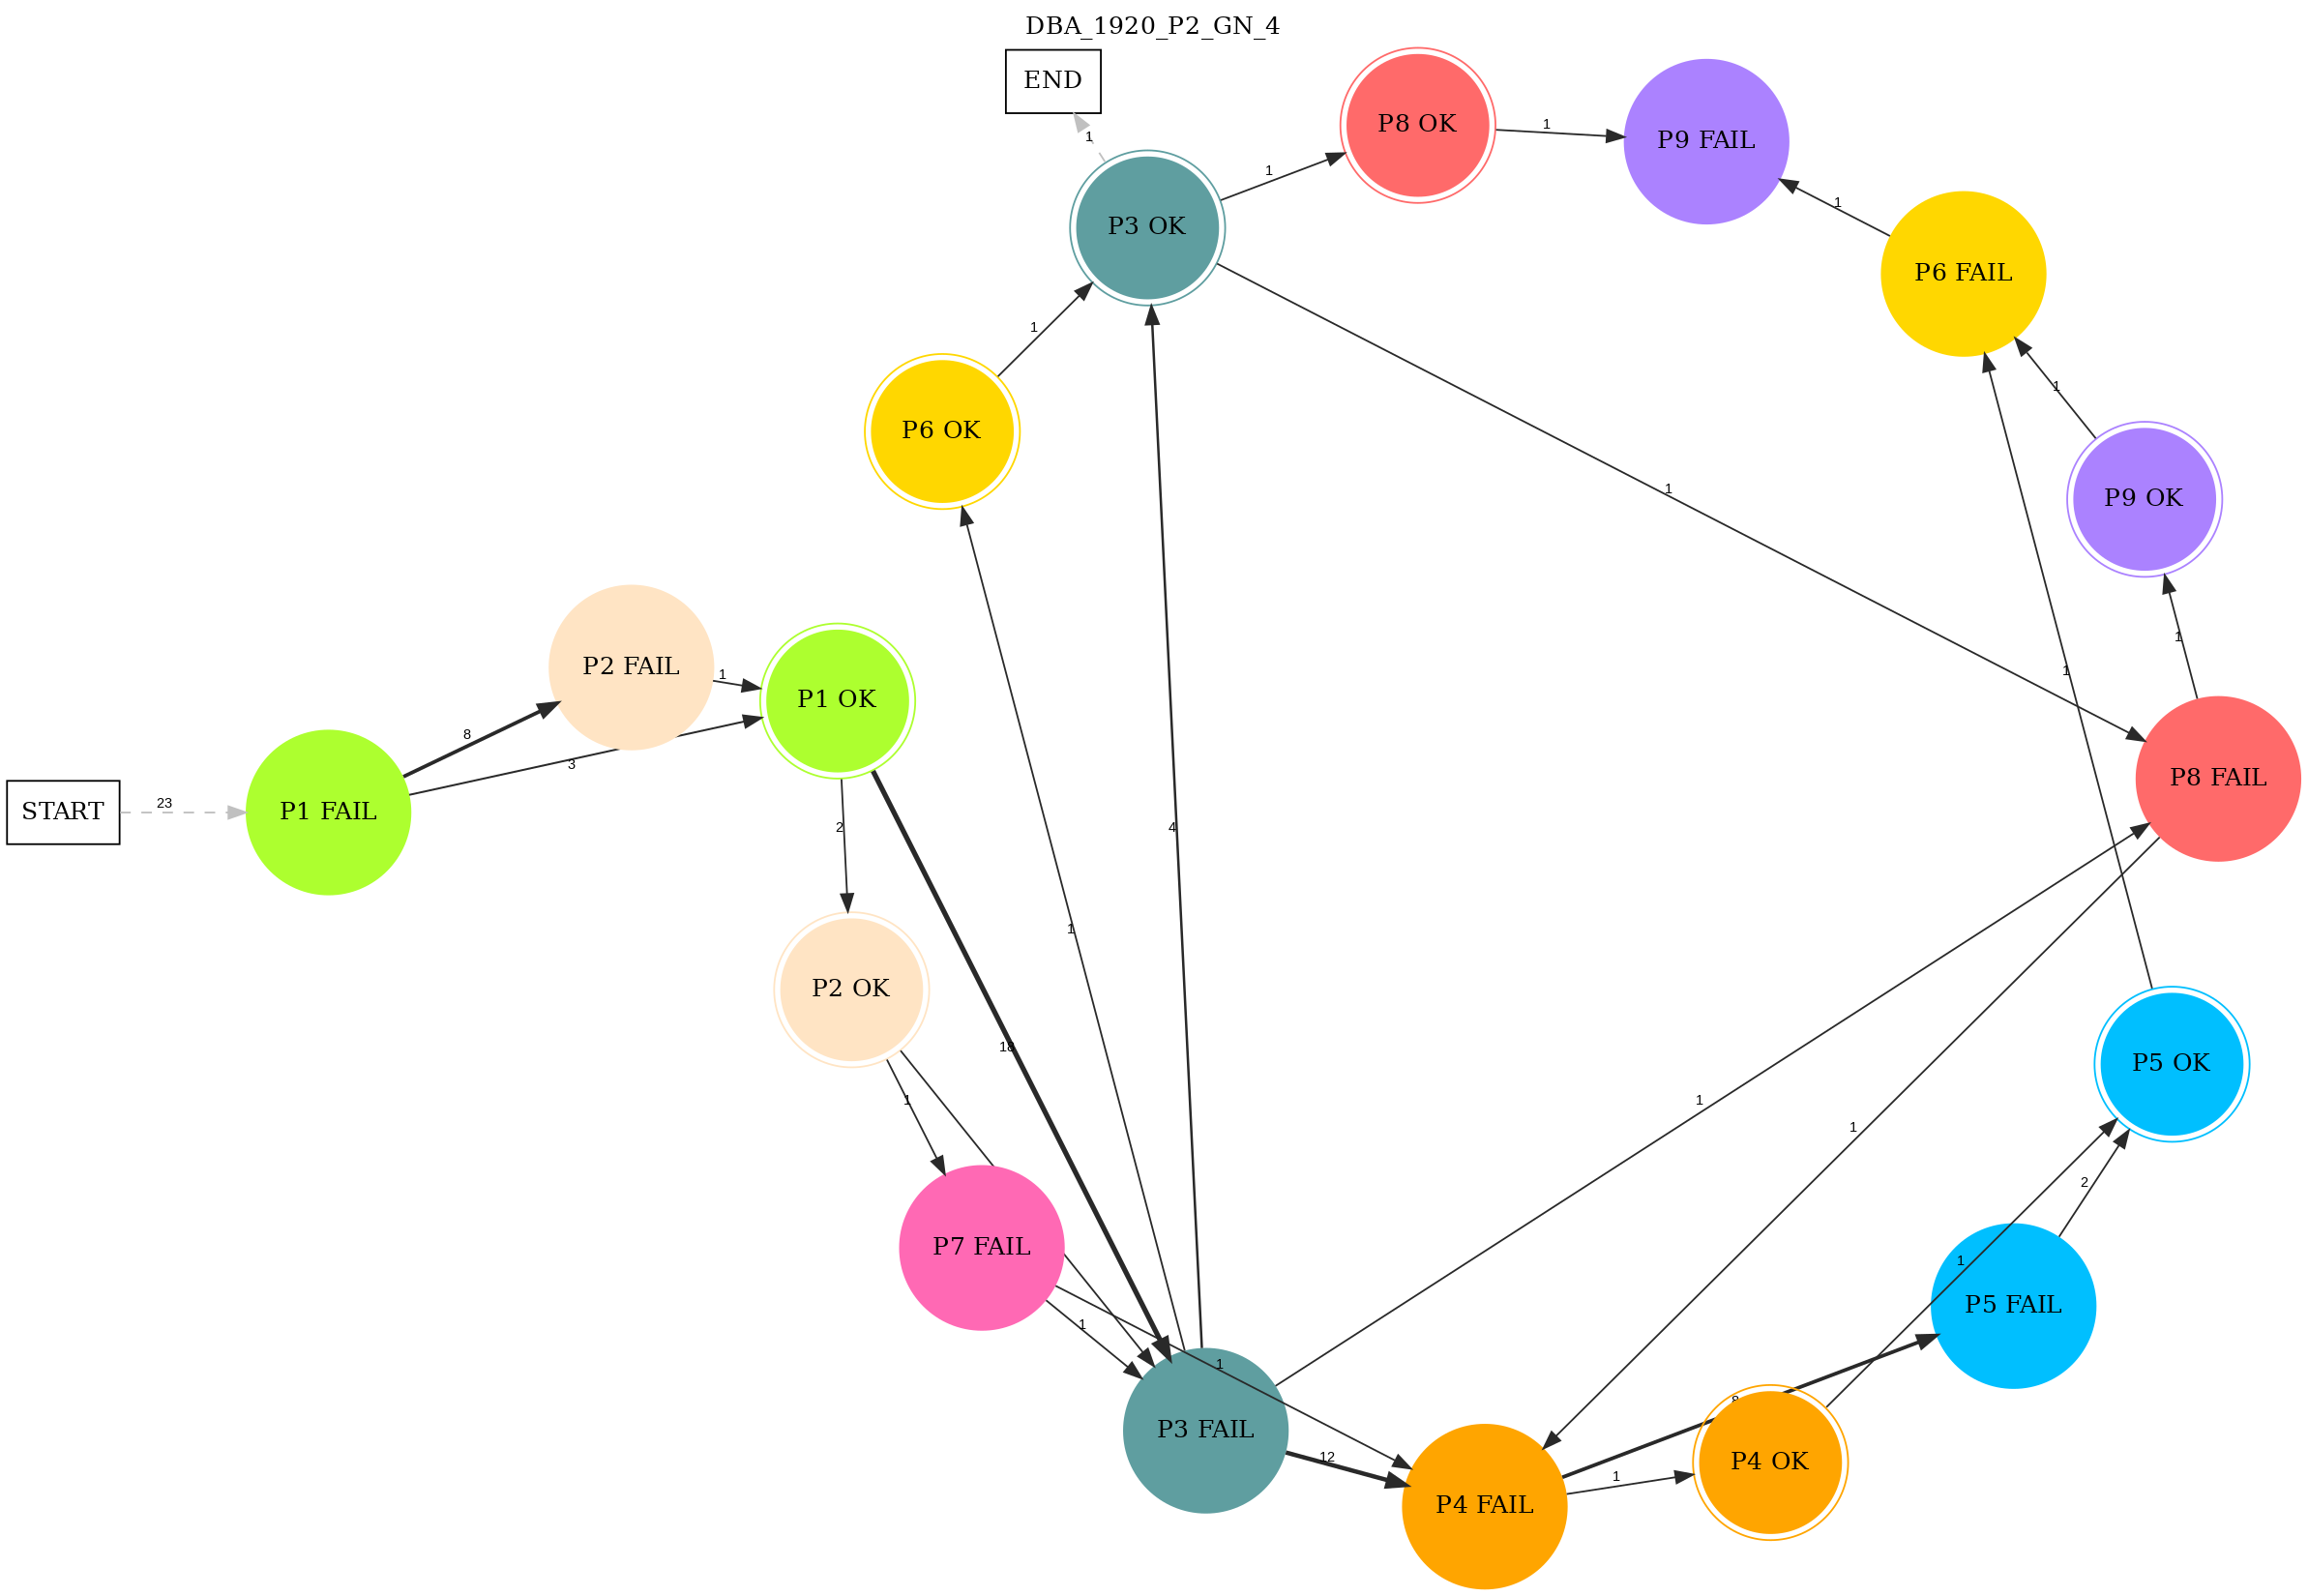 DBA_1920_P2_GN_4
END
1
P8 OK
1
P9 FAIL
P3 OK
1
1
P6 FAIL
1
P6 OK
1
1
P9 OK
P2 FAIL
1
P1 OK
1
1
8
3
P8 FAIL
START
23
P1 FAIL
2
4
1
P2 OK
18
1
1
1
P5 OK
1
2
P7 FAIL
1
P5 FAIL
1
1
P3 FAIL
12
8
P4 OK
1
P4 FAIL